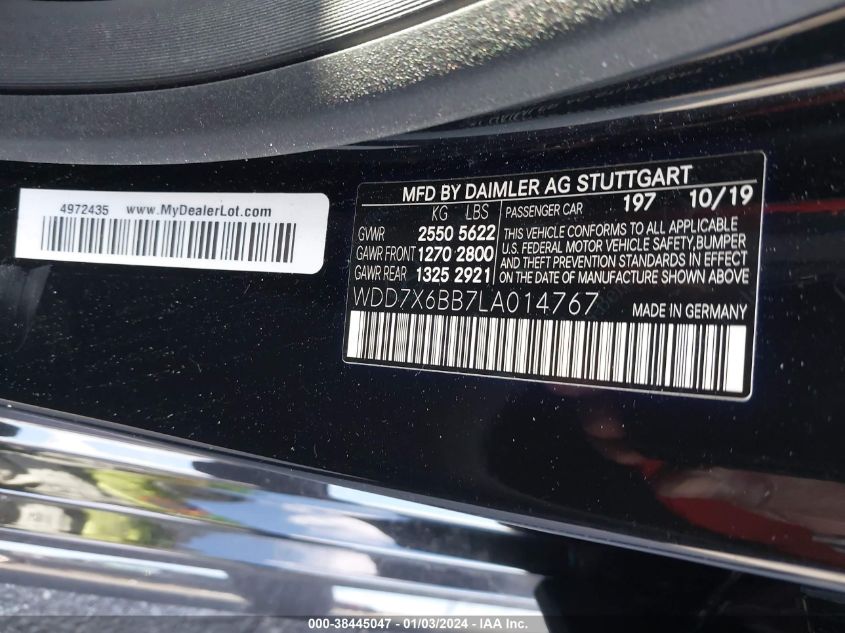 4972435 www.MyDealerLot.com
MFD BY DAIMLER AG STUTTGART
KG LBS
GVWR 2550 5622
GAWR FRONT 1270 2800
GAWR REAR 1325 2921
PASSENGER CAR 197 10/19
THIS VEHICLE CONFORMS TO ALL APPLICABLE
U.S. FEDERAL MOTOR VEHICLE SAFETY,BUMPER
AND THEFT PREVENTION STANDARDS IN EFFECT
ON DATE OF MANUFACTURE SHOWN ABOVE
WDD7X6BB7LA014767 MADE IN GERMANY
000-38445047 - 01/03/2024 - IAA Inc.